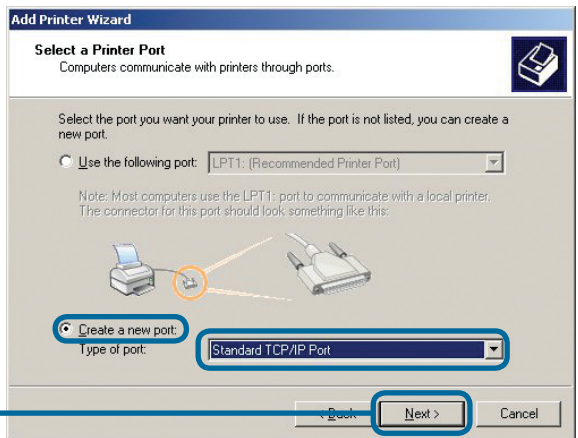 Add Printer Wizard
Select a Printer Port
Computers communicate with printers through ports.
Select the port you want your printer to use. If the port is not listed, you can create a
new port.
Use the following port: LPT1: (Recommended Printer Port)
Note: Most computers use the LPT1: port to communicate with a local printer.
The connector for this port should look something like this:
Create a new port:
Type of port: Standard TCP/IP Port
< Back Next > Cancel